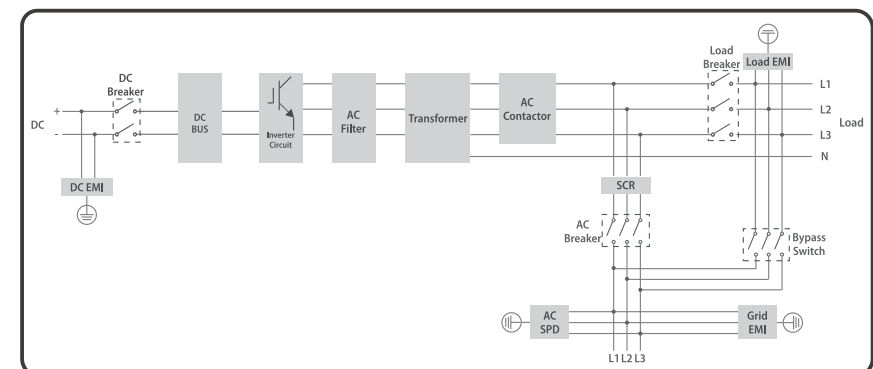 DC
+
-
DC
Breaker
DC EMI
DC
BUS
Inverter
Circuit
AC
Filter
Transformer
AC
Contactor
Load
Breaker
Load EMI
L1
L2
L3
N
Load
SCR
AC
Breaker
Bypass
Switch
AC
SPD
Grid
EMI
L1 L2 L3